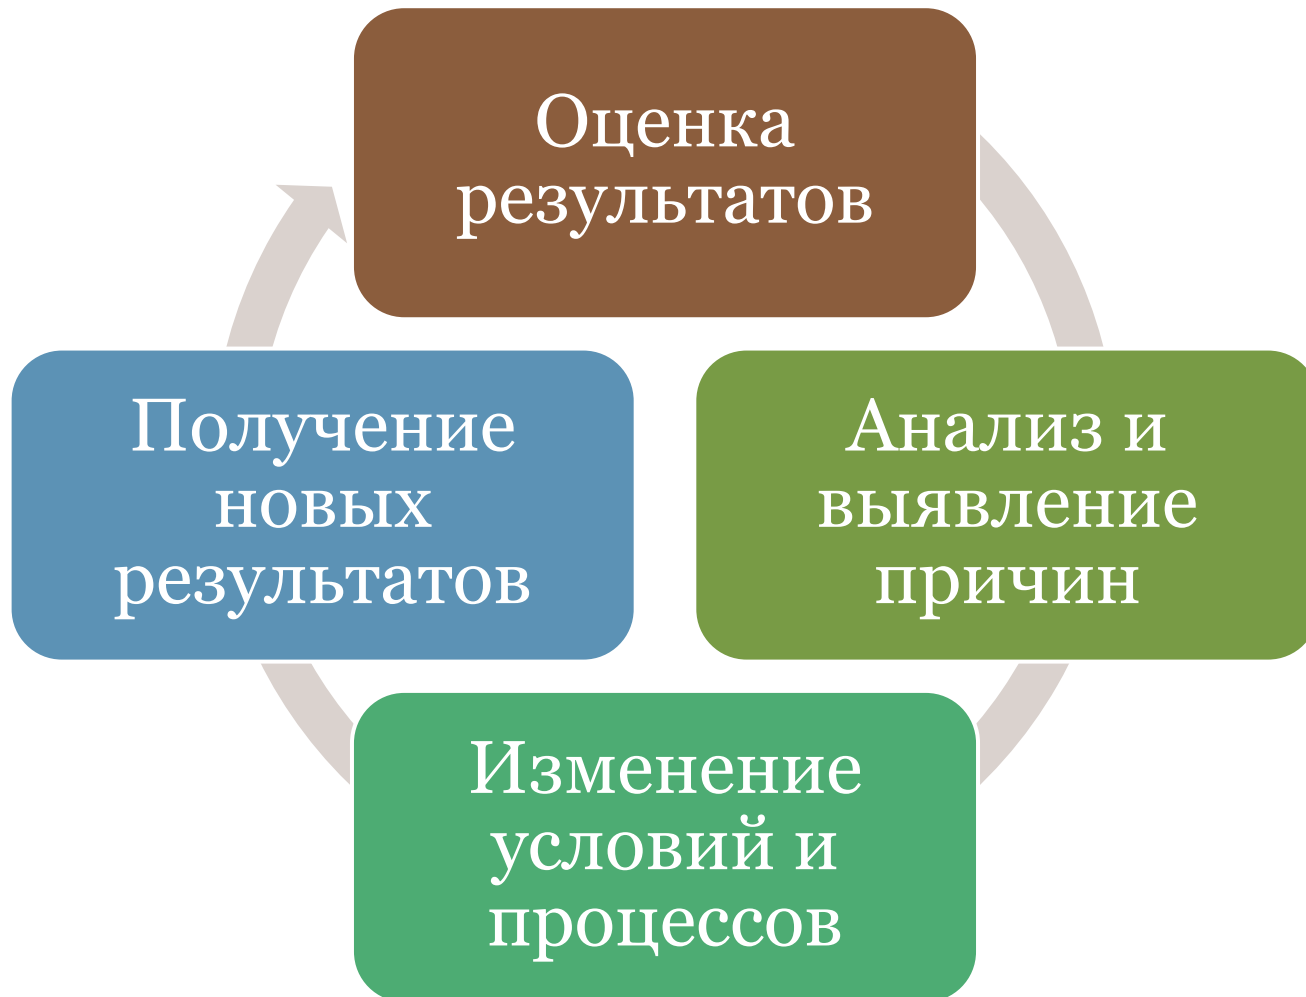 Оценка
результатов
Анализ и
выявление
причин
Изменение
условий и
процессов
Получение
новых
результатов